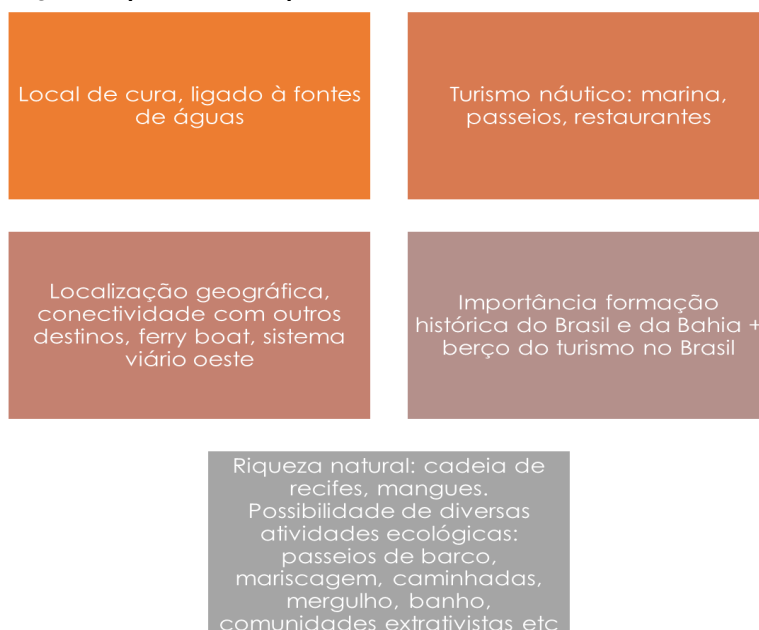 Local de cura, ligado à fontes
de águas
Turismo náutico: marina,
passeios, restaurantes
Localização geográfica,
conectividade com outros
destinos, ferry boat, sistema
viário oeste
Importância formação
histórica do Brasil e da Bahia +
berço do turismo no Brasil
Riqueza natural: cadeia de
recifes, mangues.
Possibilidade de diversas
atividades ecológicas:
passeios de barco,
mariscagem, caminhadas,
mergulho, banho,
comunidades extrativistas etc